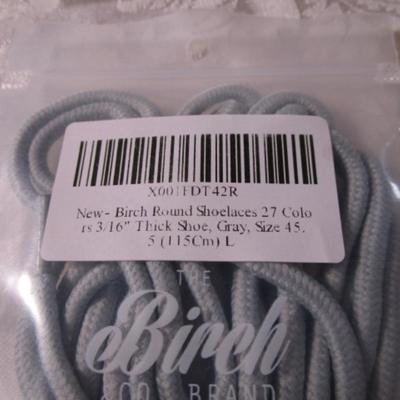 X001FDT42R
New- Birch Round Shoelaces 27 Colo
rs 3/16" Thick Shoe, Gray, Size 45.
5 (115Cm) L
THE
Birch
&CO. BRAND